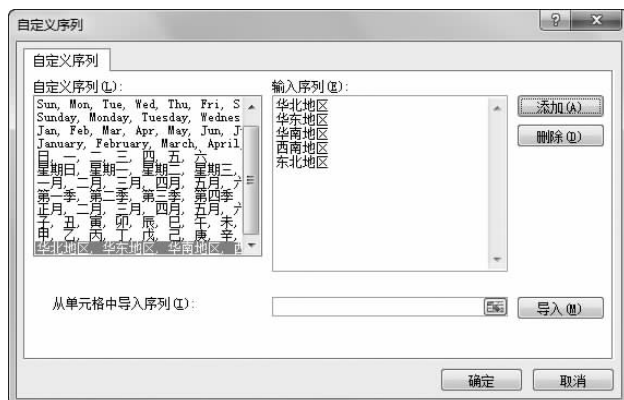 自定义序列
自定义序列
自定义序列(L):
Sun, Mon, Tue, Wed, Thu, Fri, S
Sunday, Monday, Tuesday, Wednes
Jan, Feb, Mar, Apr, May, Jun, J
January, February, March, April
日, 一, 二, 三, 四, 五, 六
星期日, 星期一, 星期二, 星期三,
一月, 二月, 三月, 四月, 五月, 六
第一季, 第二季, 第三季, 第四季
正月, 二月, 三月, 四月, 五月, 六
子, 丑, 寅, 卯, 辰, 巳, 午, 未,
甲, 乙, 丙, 丁, 戊, 己, 庚, 辛,
华北地区, 华东地区, 华南地区, 西
输入序列(E):
华北地区
华东地区
华南地区
西南地区
东北地区
添加(A)
删除(D)
从单元格中导入序列(I):
导入(M)
确定
取消